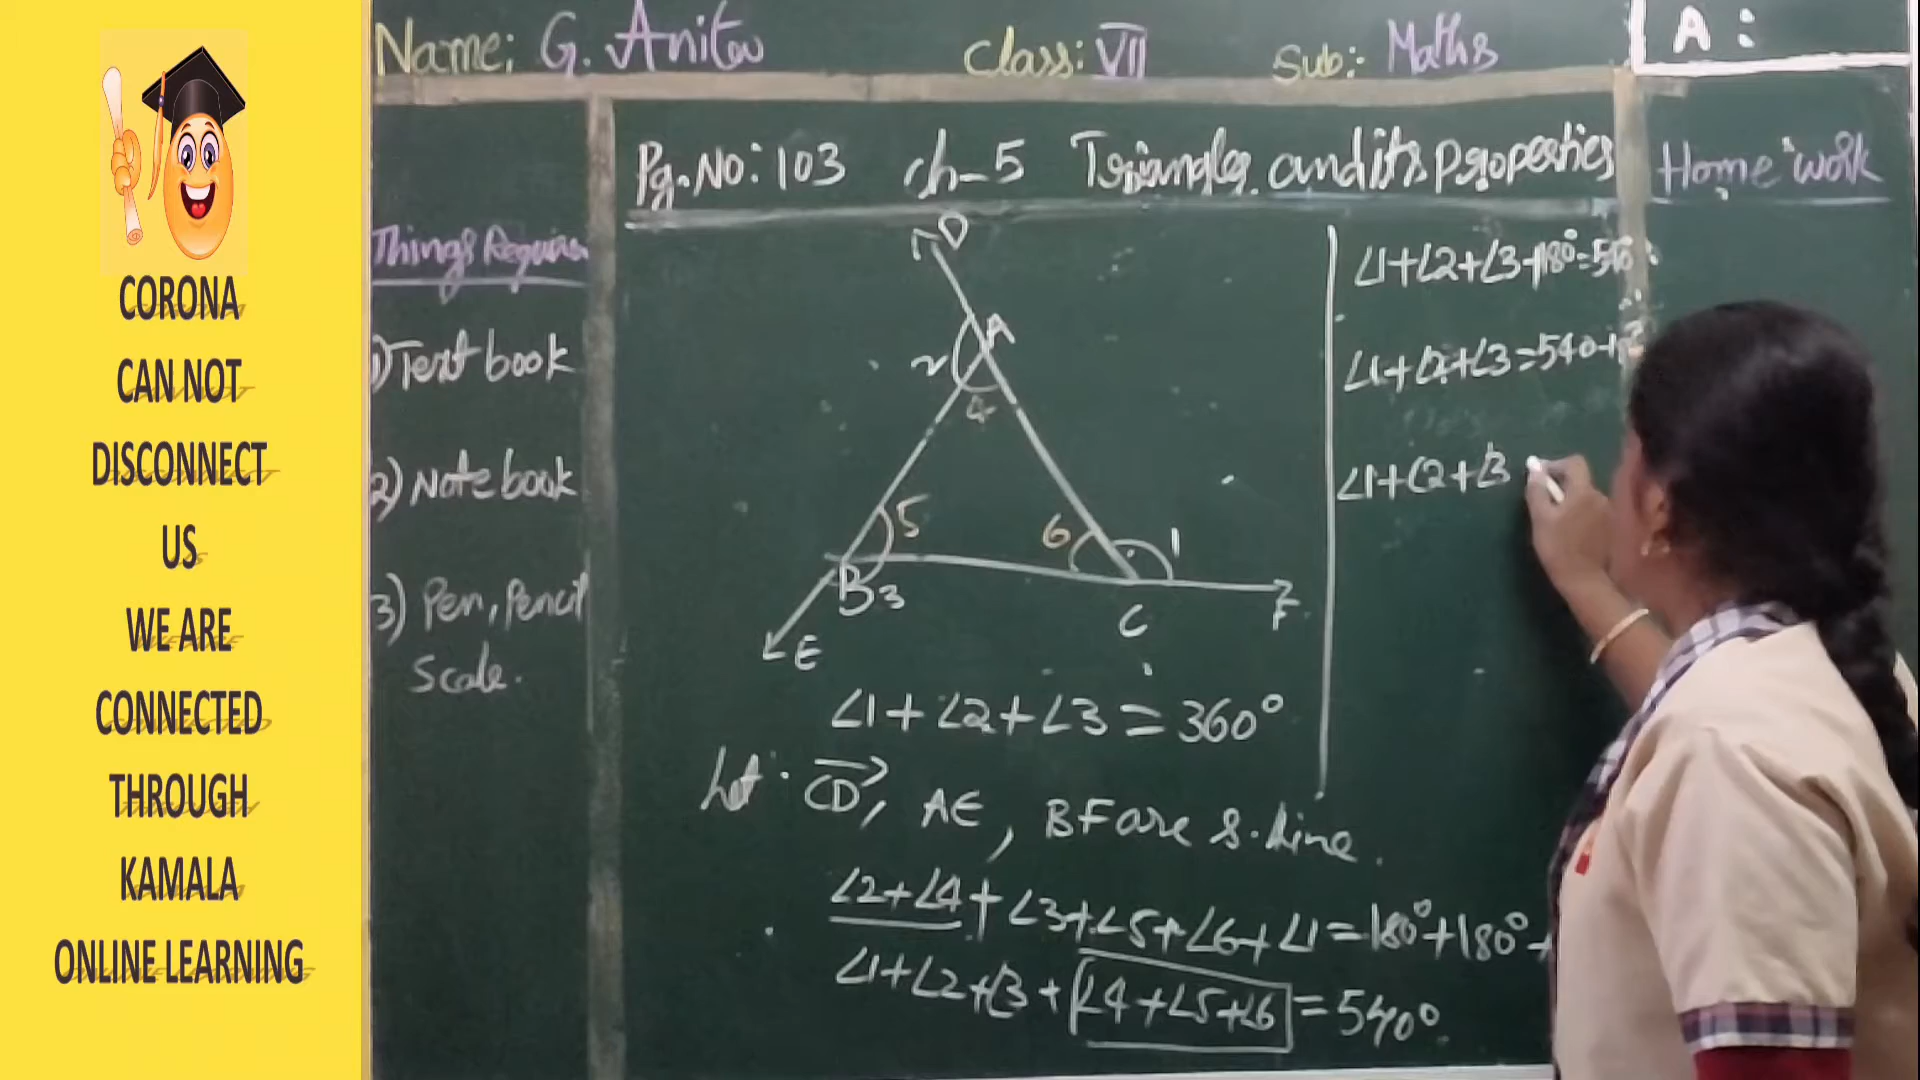 CORONA
CAN NOT
DISCONNECT
US
WE ARE
CONNECTED
THROUGH
KAMALA
ONLINE LEARNING
Name: G. Anita
Class: VII
Sub: Maths
A :
Pg.No: 103 ch-5 Triangles and its properties
Home work
Things Require
1) Text book
2) Note book
3) Pen, Pencil
Scale.
D
A
2
4
5
6
1
B
3
C
F
E
∠1+∠2+∠3=360°
Let CD, AE, BF are s. line.
∠2+∠4+∠3+∠5+∠6+∠1=180°+180°+
∠1+∠2+∠3+∠4+∠5+∠6=540°
∠1+∠2+∠3+180°=540°
∠1+∠2+∠3=540-1
∠1+∠2+∠3